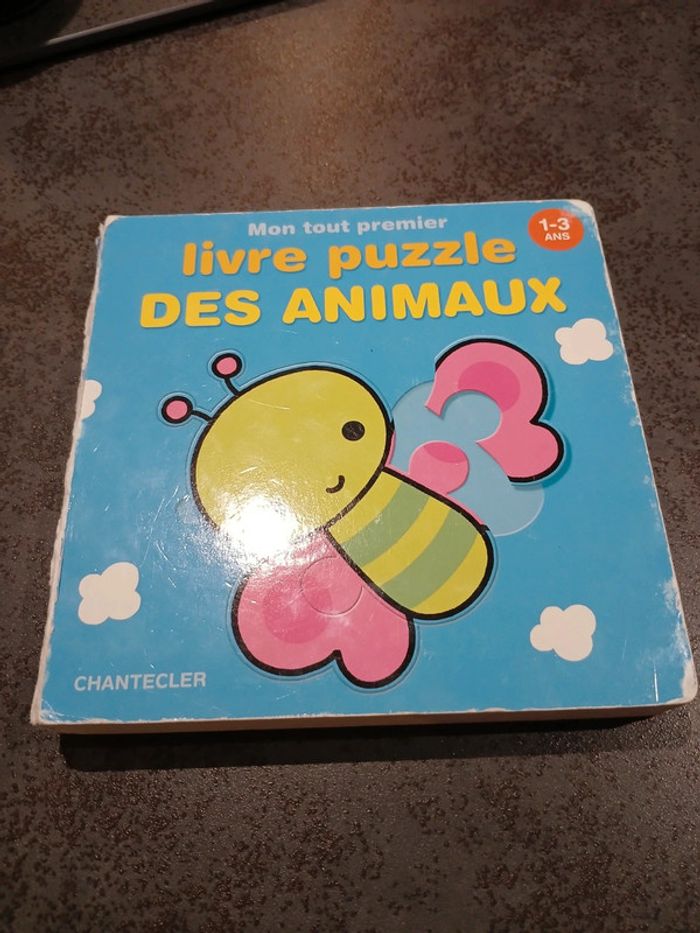 Mon tout premier
livre puzzle
DES ANIMAUX
1-3
ANS
CHANTECLER